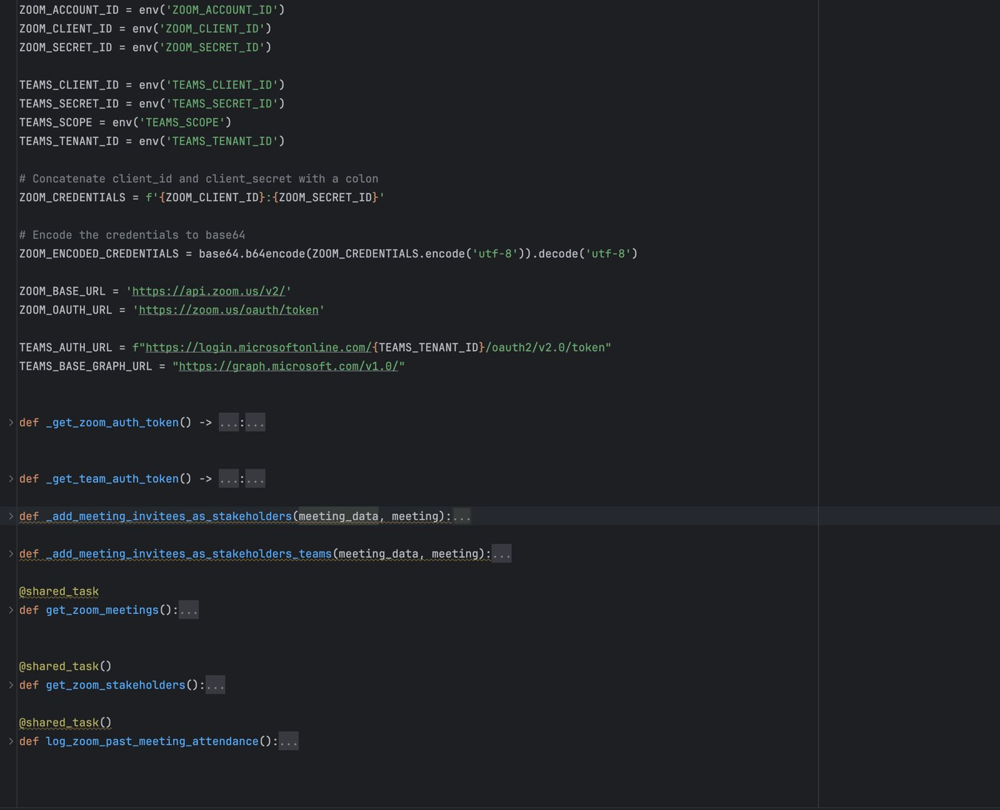 ZOOM_ACCOUNT_ID = env('ZOOM_ACCOUNT_ID')
ZOOM_CLIENT_ID = env('ZOOM_CLIENT_ID')
ZOOM_SECRET_ID = env('ZOOM_SECRET_ID')
TEAMS_CLIENT_ID = env('TEAMS_CLIENT_ID')
TEAMS_SECRET_ID = env('TEAMS_SECRET_ID')
TEAMS_SCOPE = env('TEAMS_SCOPE')
TEAMS_TENANT_ID = env('TEAMS_TENANT_ID')
# Concatenate client_id and client_secret with a colon
ZOOM_CREDENTIALS = f'{ZOOM_CLIENT_ID}:{ZOOM_SECRET_ID}'
# Encode the credentials to base64
ZOOM_ENCODED_CREDENTIALS = base64.b64encode(ZOOM_CREDENTIALS.encode('utf-8')).decode('utf-8')
ZOOM_BASE_URL = 'https://api.zoom.us/v2/'
ZOOM_OAUTH_URL = 'https://zoom.us/oauth/token'
TEAMS_AUTH_URL = f"https://login.microsoftonline.com/{TEAMS_TENANT_ID}/oauth2/v2.0/token"
TEAMS_BASE_GRAPH_URL = "https://graph.microsoft.com/v1.0/"
def _get_zoom_auth_token() -> ...:...
def _get_team_auth_token() -> ...:...
def _add_meeting_invitees_as_stakeholders(meeting_data, meeting):...
def _add_meeting_invitees_as_stakeholders_teams(meeting_data, meeting):...
@shared_task
def get_zoom_meetings():...
@shared_task()
def get_zoom_stakeholders():...
@shared_task()
def log_zoom_past_meeting_attendance():...